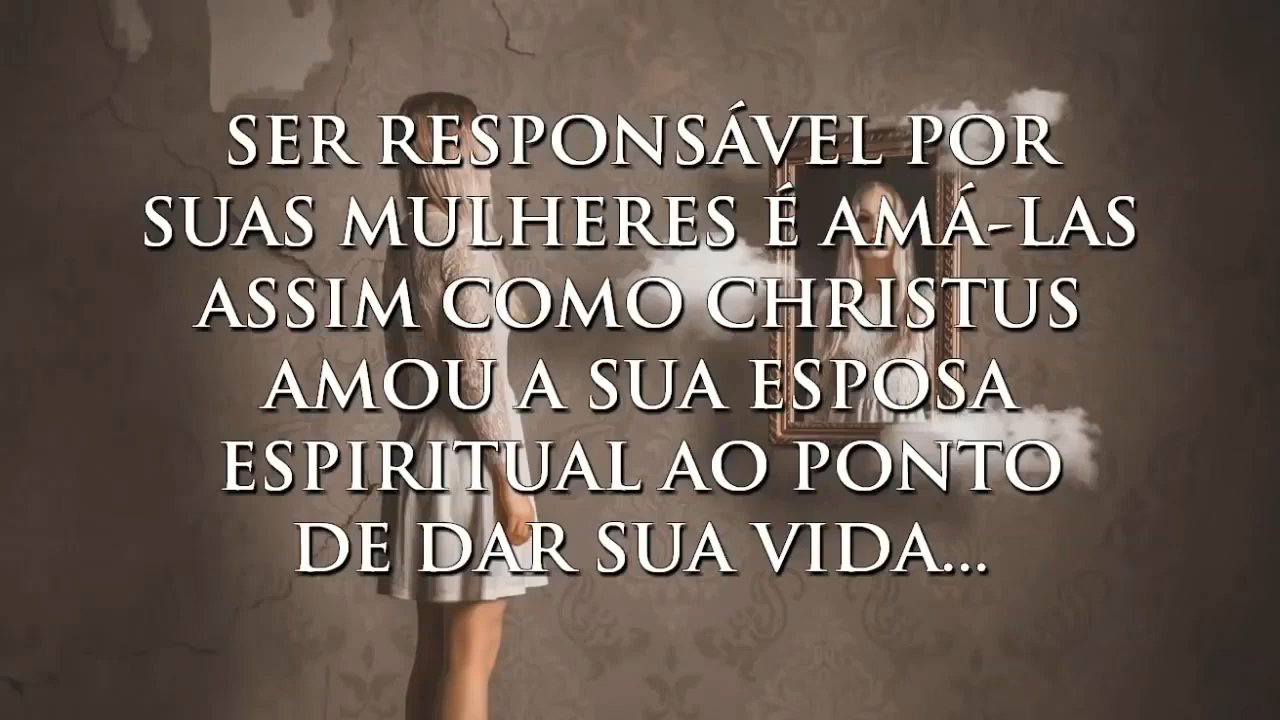 SER RESPONSÁVEL POR
SUAS MULHERES É AMÁ-LAS
ASSIM COMO CHRISTUS
AMOU A SUA ESPOSA
ESPIRITUAL AO PONTO
DE DAR SUA VIDA...